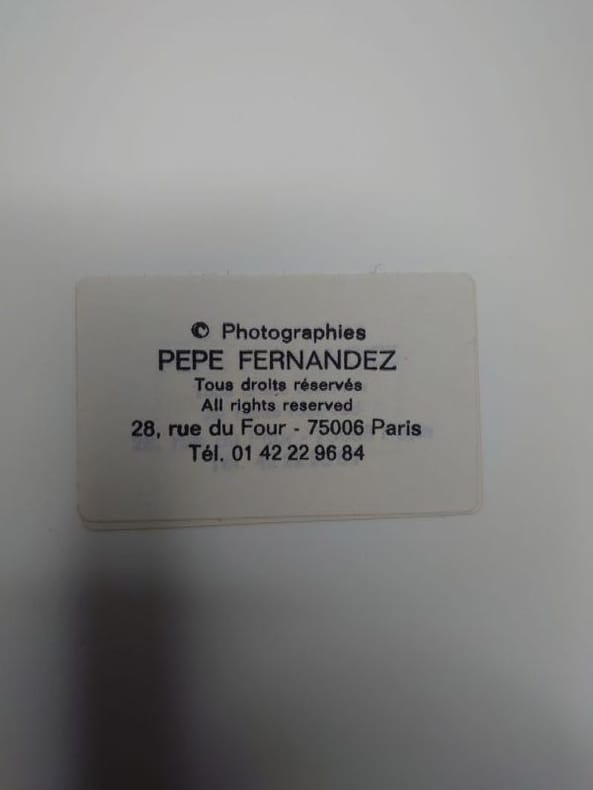 © Photographies
PEPE FERNANDEZ
Tous droits réservés
All rights reserved
28, rue du Four - 75006 Paris
Tél. 01 42 22 96 84